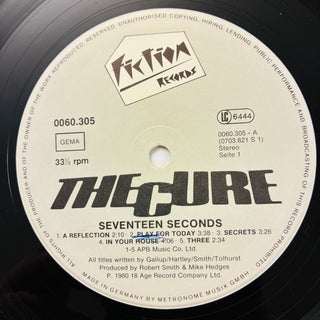 ALL RIGHTS OF THE PRODUCER AND OF THE OWNER OF THE WORK REPRODUCED RESERVED. UNAUTHORISED COPYING, HIRING, LENDING, PUBLIC PERFORMANCE AND BROADCASTING OF THIS RECORD PROHIBITED
Fiction
RECORDS
0060.305
LC 6444
GEMA
0060.305 - A
(0703.621 S 1)
33⅓ rpm
Stereo
Seite 1
THE CURE
SEVENTEEN SECONDS
1. A REFLECTION 2:10 · 2. PLAY FOR TODAY 3:38 · 3. SECRETS 3:26
4. IN YOUR HOUSE 4:06 · 5. THREE 2:34
1-5 APB Music Co. Ltd.
All titles written by Gallup/Hartley/Smith/Tolhurst
Produced by Robert Smith & Mike Hedges
℗ 1980 18 Age Record Company Ltd.
MADE IN GERMANY BY METRONOME MUSIK GMBH